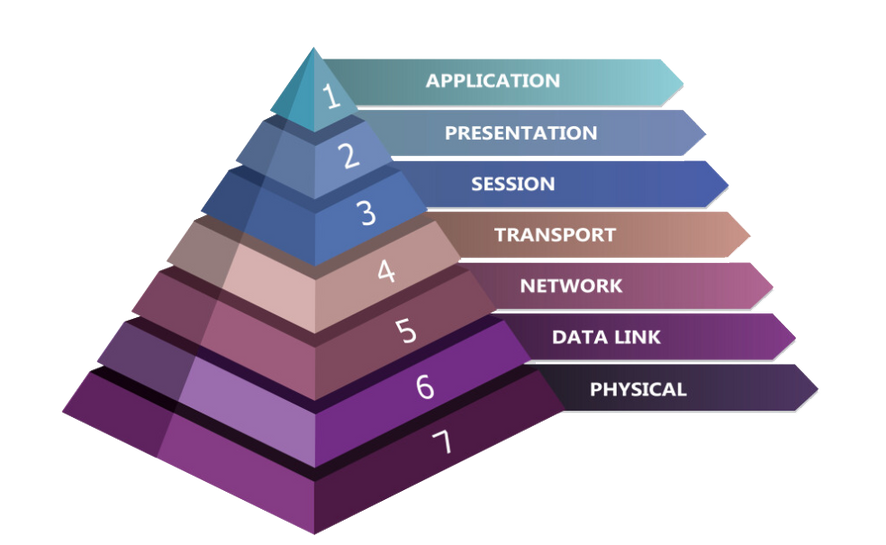 1 APPLICATION
2 PRESENTATION
3 SESSION
4 TRANSPORT
5 NETWORK
6 DATA LINK
7 PHYSICAL